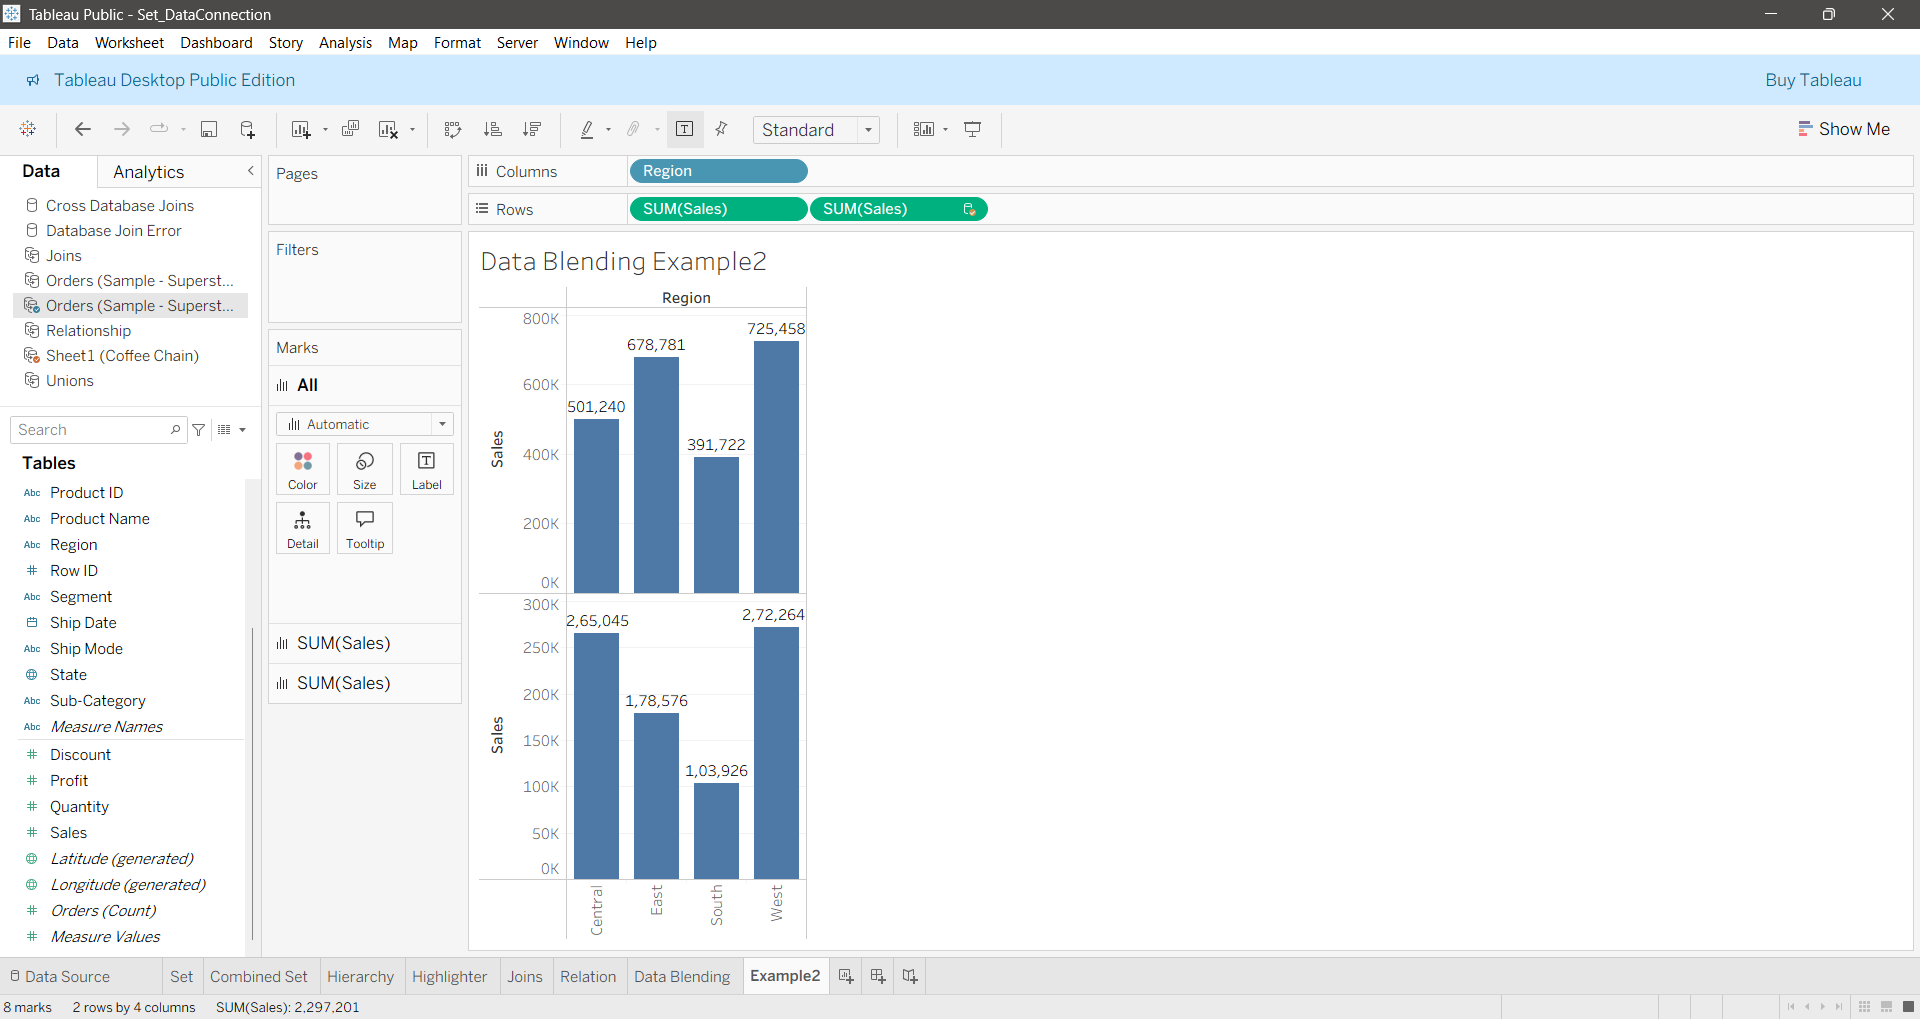 Tableau Public - Set_DataConnection
File Data Worksheet Dashboard Story Analysis Map Format Server Window Help
Tableau Desktop Public Edition
Buy Tableau
Standard
Show Me
Data
Analytics
Cross Database Joins
Database Join Error
Joins
Orders (Sample - Superst...
Orders (Sample - Superst...
Relationship
Sheet1 (Coffee Chain)
Unions
Search
Tables
Abc Product ID
Abc Product Name
Abc Region
# Row ID
Abc Segment
Ship Date
Abc Ship Mode
State
Abc Sub-Category
Abc Measure Names
# Discount
# Profit
# Quantity
# Sales
Latitude (generated)
Longitude (generated)
# Orders (Count)
# Measure Values
Pages
Filters
Marks
All
Automatic
Color
Size
T
Label
Detail
Tooltip
SUM(Sales)
SUM(Sales)
Columns
Region
Rows
SUM(Sales)
SUM(Sales)
Data Blending Example2
Region
800K
600K
400K
200K
0K
Sales
501,240
678,781
391,722
725,458
300K
250K
200K
150K
100K
50K
0K
Sales
2,65,045
1,78,576
1,03,926
2,72,264
Central
East
South
West
Data Source
Set
Combined Set
Hierarchy
Highlighter
Joins
Relation
Data Blending
Example2
8 marks
2 rows by 4 columns
SUM(Sales): 2,297,201